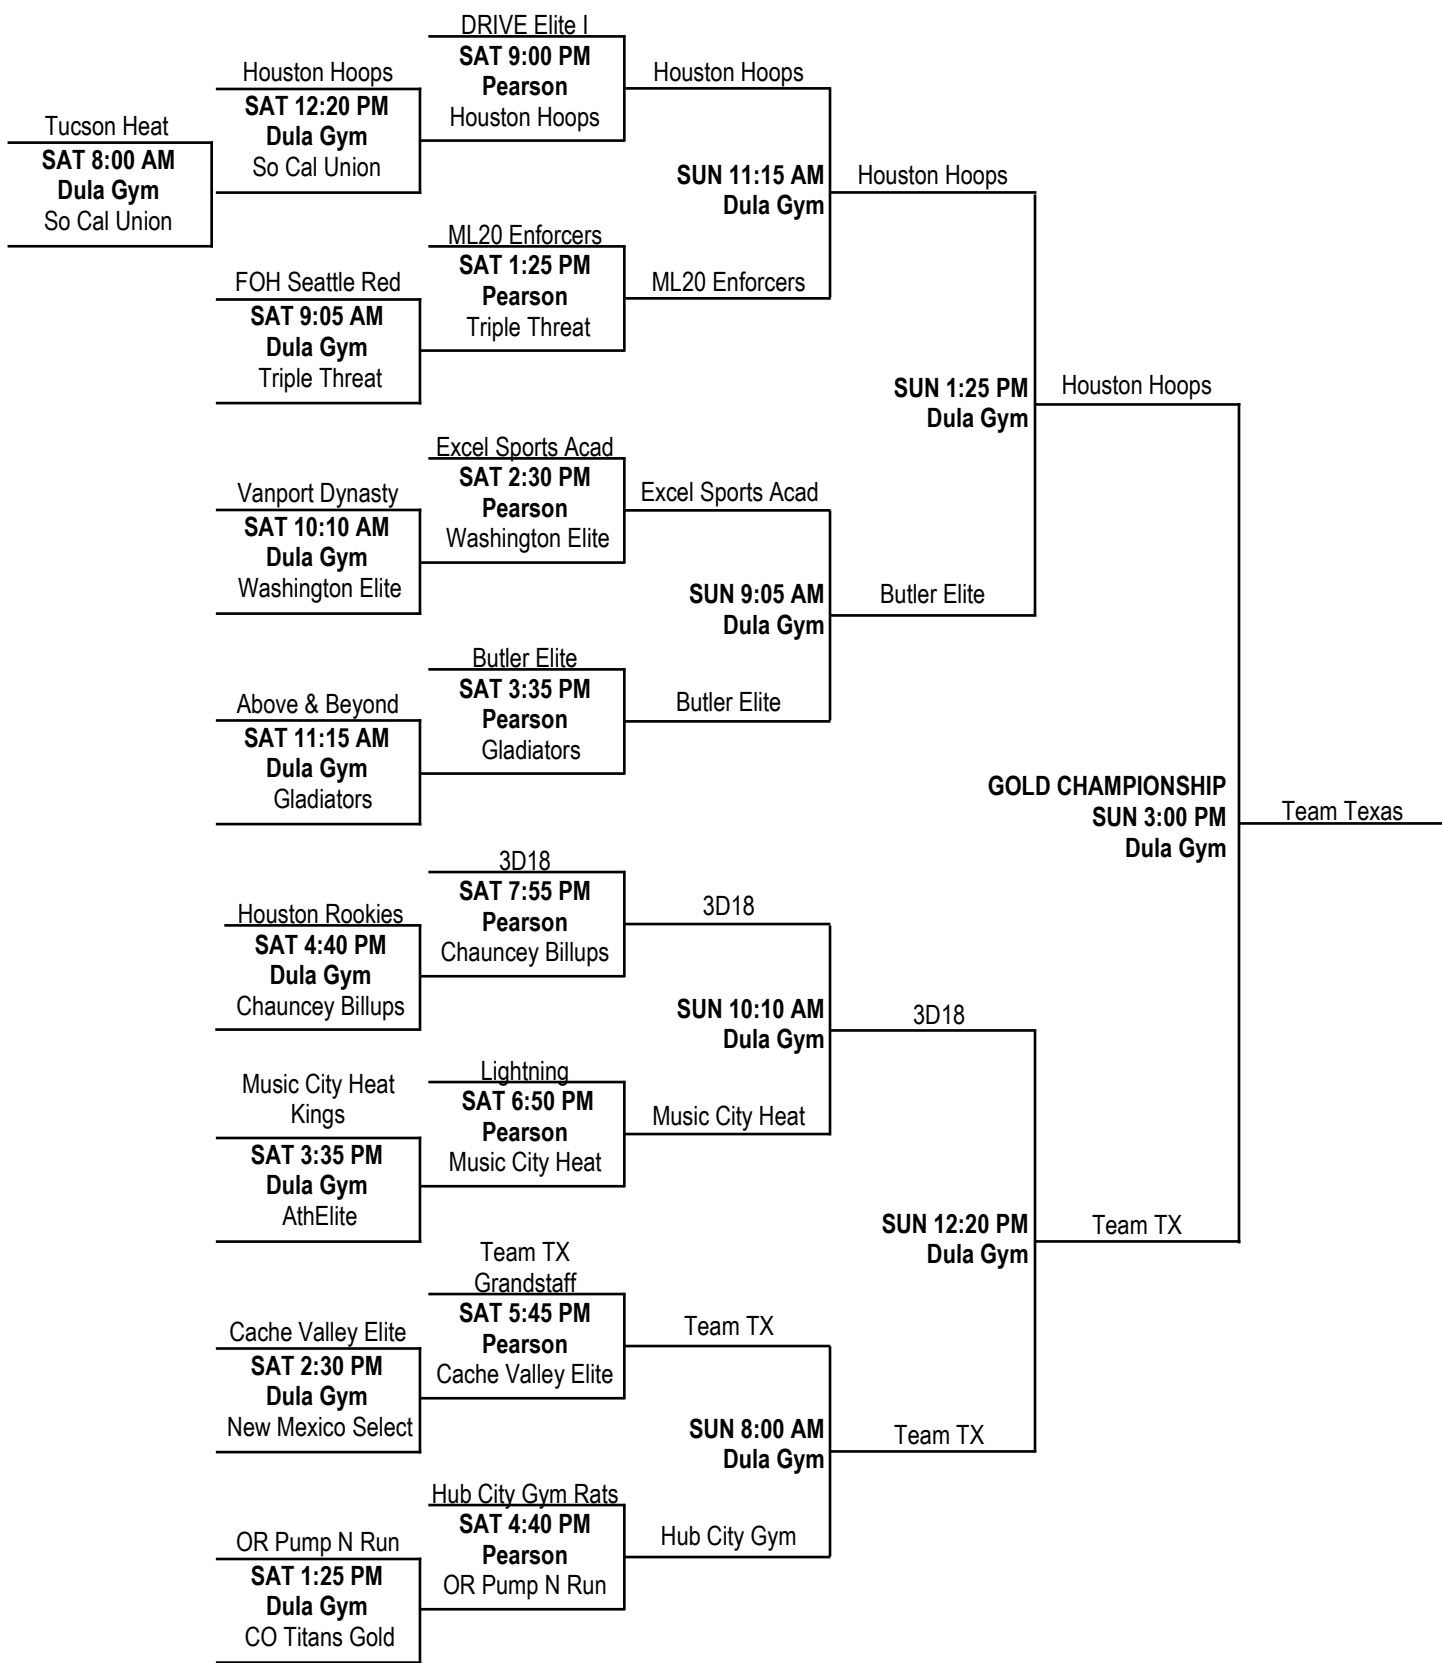 Tucson Heat
SAT 8:00 AM
Dula Gym
So Cal Union
Houston Hoops
SAT 12:20 PM
Dula Gym
So Cal Union
FOH Seattle Red
SAT 9:05 AM
Dula Gym
Triple Threat
Vanport Dynasty
SAT 10:10 AM
Dula Gym
Washington Elite
Above & Beyond
SAT 11:15 AM
Dula Gym
Gladiators
Houston Rookies
SAT 4:40 PM
Dula Gym
Chauncey Billups
Music City Heat
Kings
SAT 3:35 PM
Dula Gym
AthElite
Cache Valley Elite
SAT 2:30 PM
Dula Gym
New Mexico Select
OR Pump N Run
SAT 1:25 PM
Dula Gym
CO Titans Gold
DRIVE Elite I
SAT 9:00 PM
Pearson
Houston Hoops
ML20 Enforcers
SAT 1:25 PM
Pearson
Triple Threat
Excel Sports Acad
SAT 2:30 PM
Pearson
Washington Elite
Butler Elite
SAT 3:35 PM
Pearson
Gladiators
3D18
SAT 7:55 PM
Pearson
Chauncey Billups
Lightning
SAT 6:50 PM
Pearson
Music City Heat
Team TX
Grandstaff
SAT 5:45 PM
Pearson
Cache Valley Elite
Hub City Gym Rats
SAT 4:40 PM
Pearson
OR Pump N Run
Houston Hoops
SUN 11:15 AM
Dula Gym
ML20 Enforcers
Excel Sports Acad
SUN 9:05 AM
Dula Gym
Butler Elite
3D18
SUN 10:10 AM
Dula Gym
Music City Heat
Team TX
SUN 8:00 AM
Dula Gym
Hub City Gym
Houston Hoops
SUN 1:25 PM
Dula Gym
Butler Elite
3D18
SUN 12:20 PM
Dula Gym
Team TX
Houston Hoops
GOLD CHAMPIONSHIP
SUN 3:00 PM
Dula Gym
Team TX
Team Texas